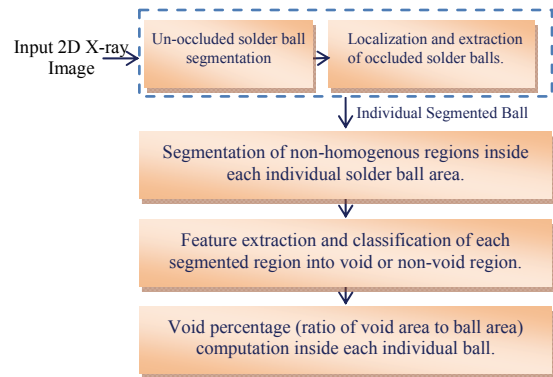 Input 2D X-ray
Image
Un-occluded solder ball
segmentation
Localization and extraction
of occluded solder balls.
Individual Segmented Ball
Segmentation of non-homogenous regions inside
each individual solder ball area.
Feature extraction and classification of each
segmented region into void or non-void region.
Void percentage (ratio of void area to ball area)
computation inside each individual ball.